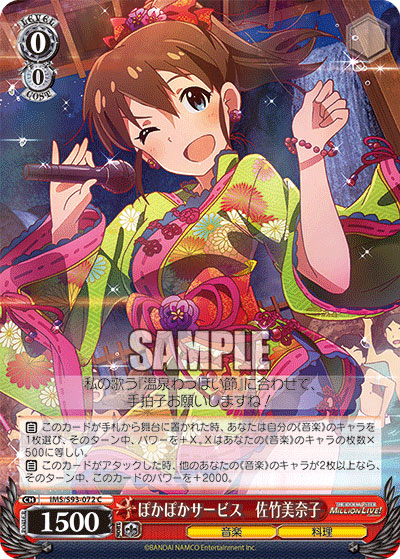 LEVEL
0
0
COST
SAMPLE
私の歌う『温泉わっほい節』に合わせて、
手拍子お願いしますね!
自 このカードが手札から舞台に置かれた時、あなたは自分の《音楽》のキャラを
1枚選び、そのターン中、パワーを+X。Xはあなたの《音楽》のキャラの枚数×
500に等しい。
自 このカードがアタックした時、他のあなたの《音楽》のキャラが2枚以上なら、
そのターン中、このカードのパワーを+2000。
CH IMS/S93-072 C
1500
ぽかぽかサービス 佐竹美奈子
THE IDOLM@STER
MILLION LIVE!
音楽
料理
©BANDAI NAMCO Entertainment Inc.